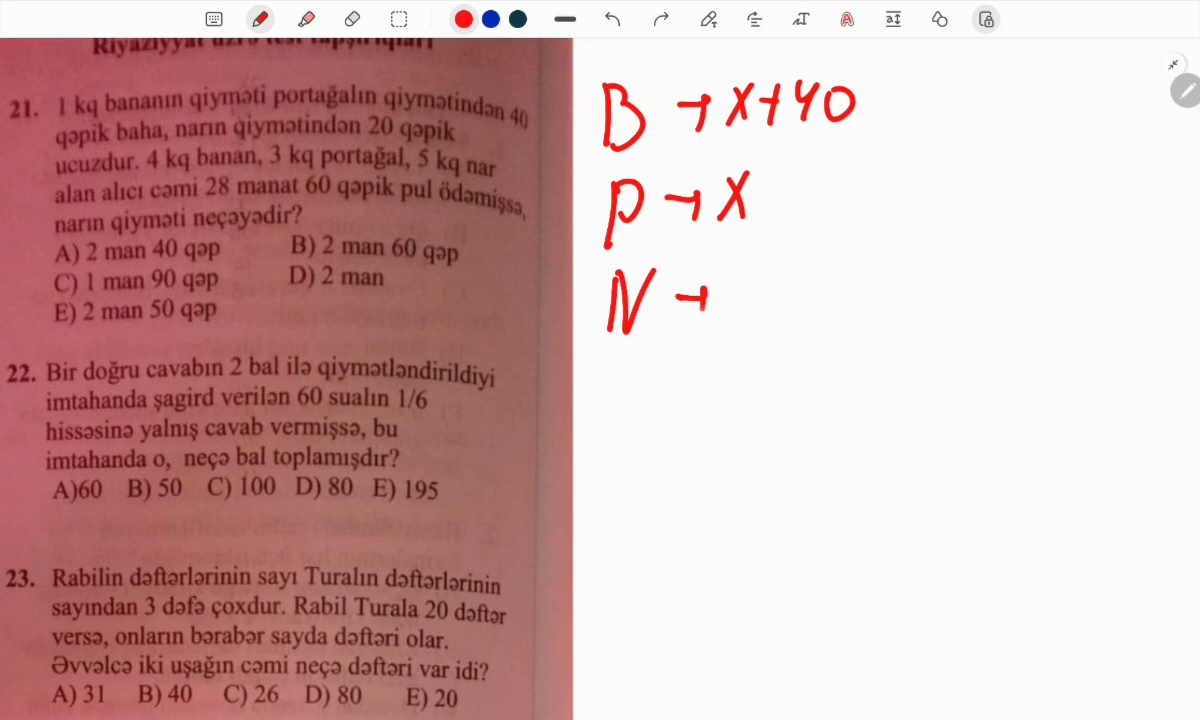 Riyaziyyat üzrə test tapşırıqları
21. 1 kq bananın qiyməti portağalın qiymətindən 40
qəpik baha, narın qiymətindən 20 qəpik
ucuzdur. 4 kq banan, 3 kq portağal, 5 kq nar
alan alıcı cəmi 28 manat 60 qəpik pul ödəmişsə,
narın qiyməti neçəyədir?
A) 2 man 40 qəp B) 2 man 60 qəp
C) 1 man 90 qəp D) 2 man
E) 2 man 50 qəp
22. Bir doğru cavabın 2 bal ilə qiymətləndirildiyi
imtahanda şagird verilən 60 sualın 1/6
hissəsinə yalnış cavab vermişsə, bu
imtahanda o, neçə bal toplamışdır?
A)60 B) 50 C) 100 D) 80 E) 195
23. Rabilin dəftərlərinin sayı Turalın dəftərlərinin
sayından 3 dəfə çoxdur. Rabil Turala 20 dəftər
versə, onların bərabər sayda dəftəri olar.
Əvvəlcə iki uşağın cəmi neçə dəftəri var idi?
A) 31 B) 40 C) 26 D) 80 E) 20
B → x+40
P → x
N →